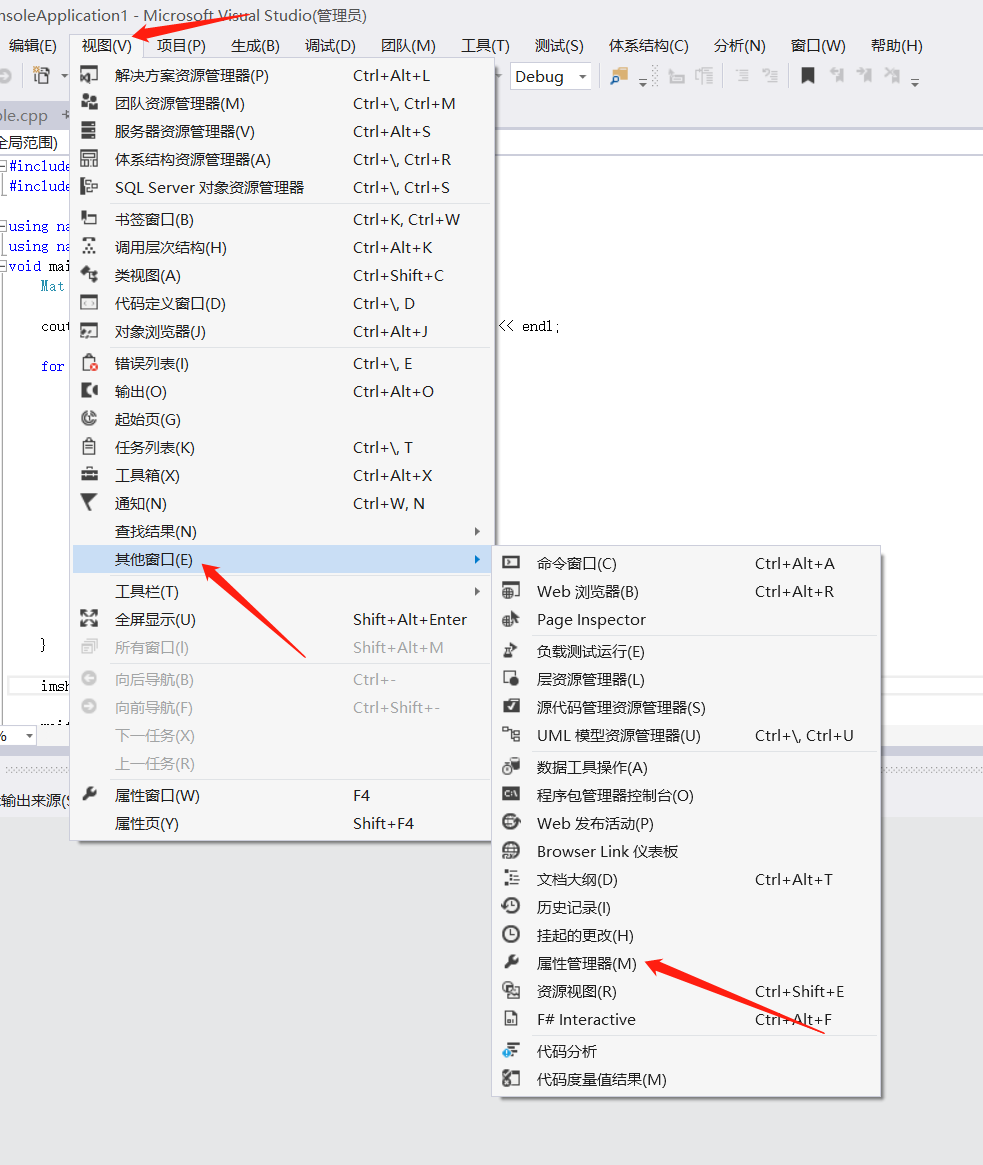 nsoleApplication1 - Microsoft Visual Studio(管理员)
编辑(E) 视图(V) 项目(P) 生成(B) 调试(D) 团队(M) 工具(T) 测试(S) 体系结构(C) 分析(N) 窗口(W) 帮助(H)
Debug
ple.cpp
全局范围)
#include
#include
using na
using na
void mai
Mat
cout << endl;
for
}
imsh
%
输出来源(S
解决方案资源管理器(P) Ctrl+Alt+L
团队资源管理器(M) Ctrl+\, Ctrl+M
服务器资源管理器(V) Ctrl+Alt+S
体系结构资源管理器(A) Ctrl+\, Ctrl+R
SQL Server 对象资源管理器 Ctrl+\, Ctrl+S
书签窗口(B) Ctrl+K, Ctrl+W
调用层次结构(H) Ctrl+Alt+K
类视图(A) Ctrl+Shift+C
代码定义窗口(D) Ctrl+\, D
对象浏览器(J) Ctrl+Alt+J
错误列表(I) Ctrl+\, E
输出(O) Ctrl+Alt+O
起始页(G)
任务列表(K) Ctrl+\, T
工具箱(X) Ctrl+Alt+X
通知(N) Ctrl+W, N
查找结果(N)
其他窗口(E)
工具栏(T)
全屏显示(U) Shift+Alt+Enter
所有窗口(I) Shift+Alt+M
向后导航(B) Ctrl+-
向前导航(F) Ctrl+Shift+-
下一任务(X)
上一任务(R)
属性窗口(W) F4
属性页(Y) Shift+F4
命令窗口(C) Ctrl+Alt+A
Web 浏览器(B) Ctrl+Alt+R
Page Inspector
负载测试运行(E)
层资源管理器(L)
源代码管理资源管理器(S)
UML 模型资源管理器(U) Ctrl+\, Ctrl+U
数据工具操作(A)
程序包管理器控制台(O)
Web 发布活动(P)
Browser Link 仪表板
文档大纲(D) Ctrl+Alt+T
历史记录(I)
挂起的更改(H)
属性管理器(M)
资源视图(R) Ctrl+Shift+E
F# Interactive Ctrl+Alt+F
代码分析
代码度量值结果(M)